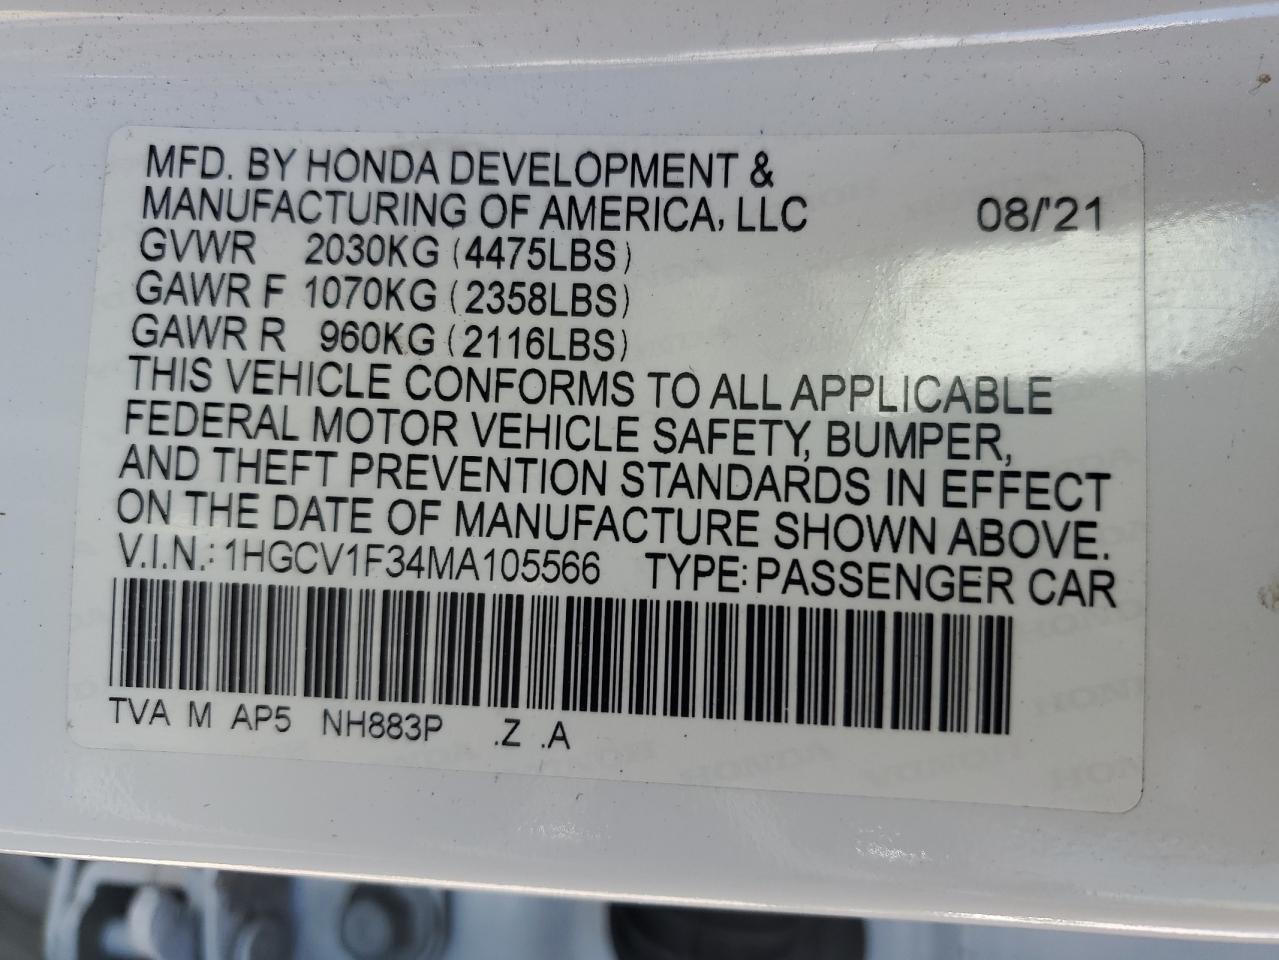 MFD. BY HONDA DEVELOPMENT &
MANUFACTURING OF AMERICA, LLC 08/'21
GVWR 2030KG (4475LBS)
GAWR F 1070KG (2358LBS)
GAWR R 960KG (2116LBS)
THIS VEHICLE CONFORMS TO ALL APPLICABLE
FEDERAL MOTOR VEHICLE SAFETY, BUMPER,
AND THEFT PREVENTION STANDARDS IN EFFECT
ON THE DATE OF MANUFACTURE SHOWN ABOVE.
V.I.N.: 1HGCV1F34MA105566 TYPE: PASSENGER CAR
TVA M AP5 NH883P .Z .A